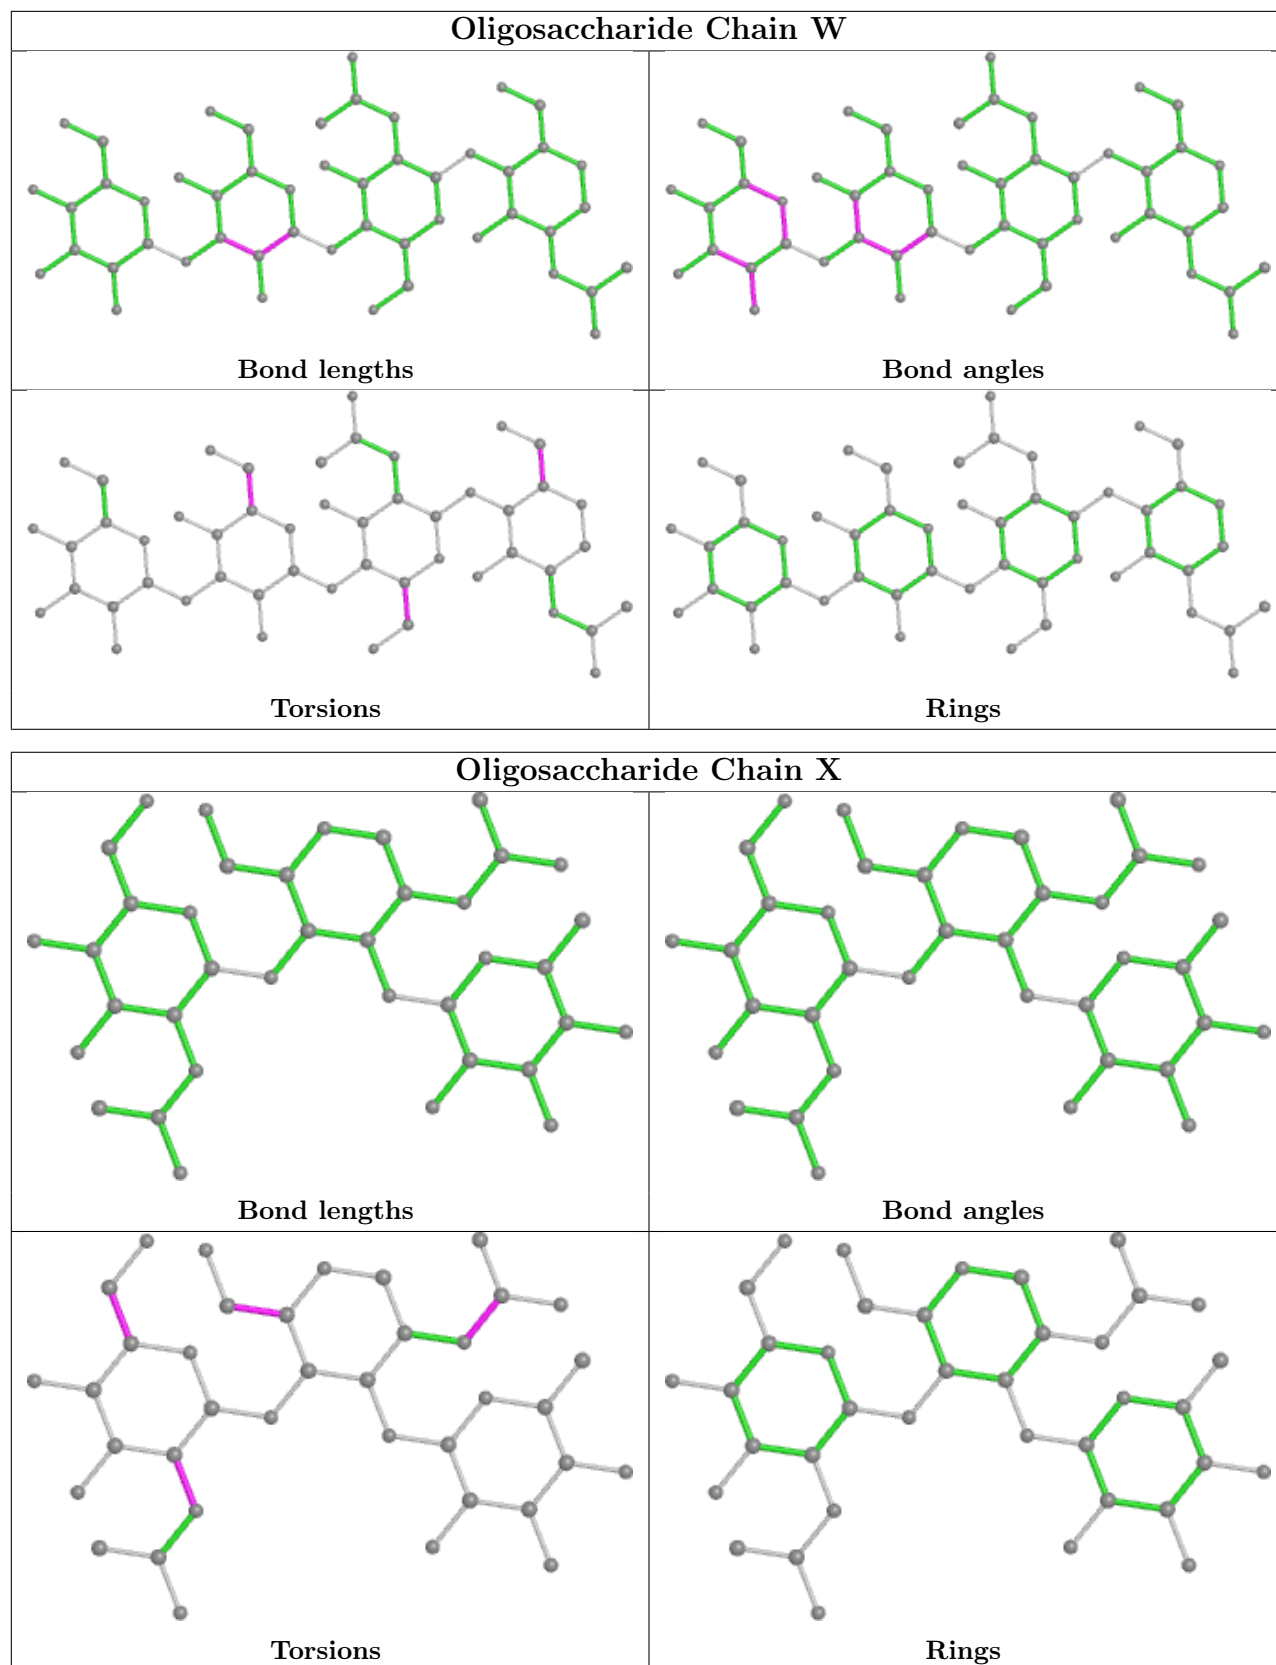 Oligosaccharide Chain W
Bond lengths
Bond angles
Torsions
Rings
Oligosaccharide Chain X
Bond lengths
Bond angles
Torsions
Rings